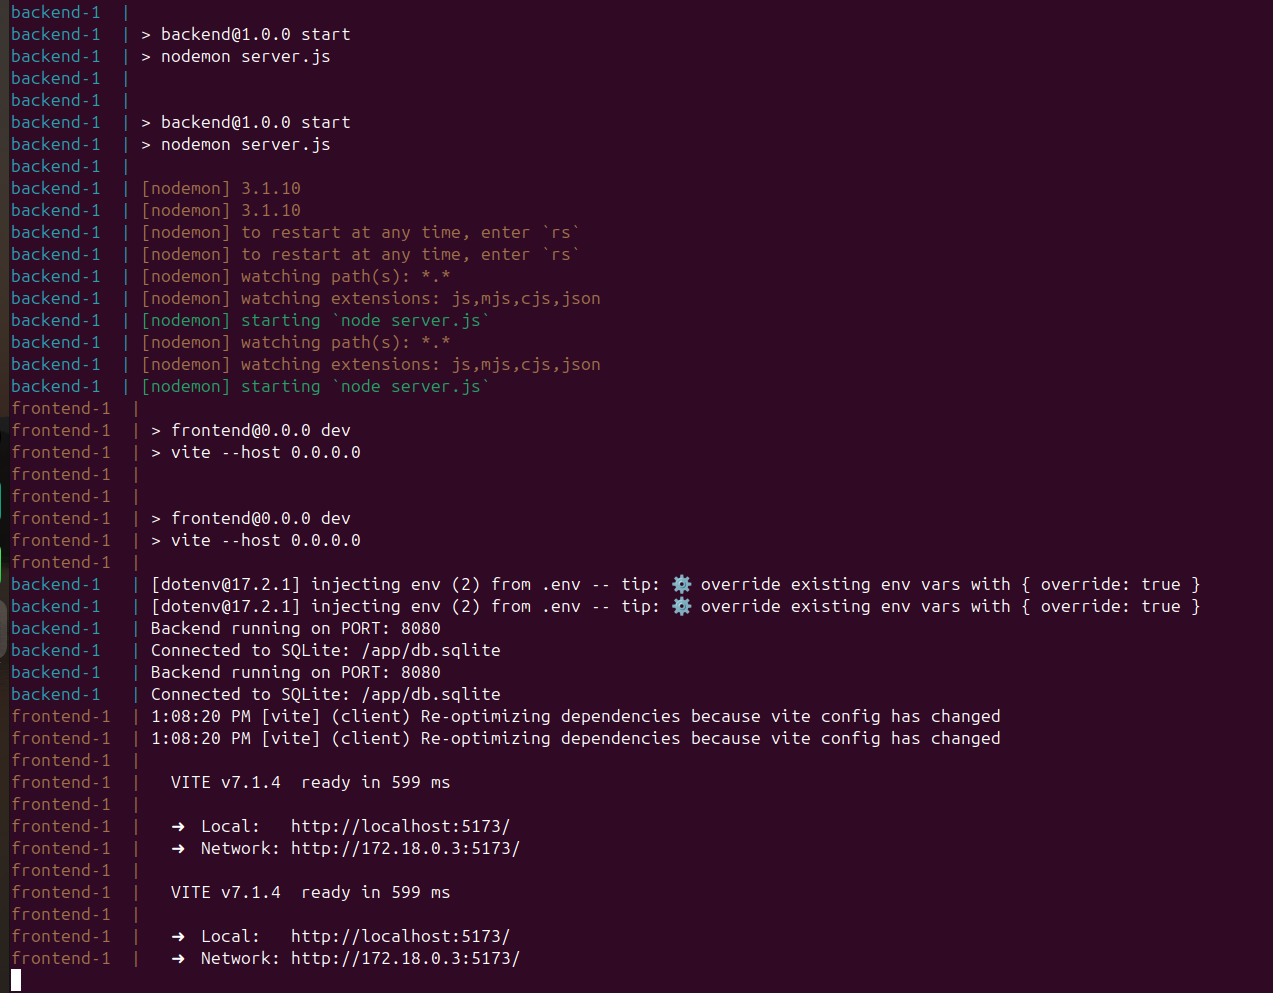 backend-1  |
backend-1  | > backend@1.0.0 start
backend-1  | > nodemon server.js
backend-1  |
backend-1  |
backend-1  | > backend@1.0.0 start
backend-1  | > nodemon server.js
backend-1  |
backend-1  | [nodemon] 3.1.10
backend-1  | [nodemon] 3.1.10
backend-1  | [nodemon] to restart at any time, enter `rs`
backend-1  | [nodemon] to restart at any time, enter `rs`
backend-1  | [nodemon] watching path(s): *.*
backend-1  | [nodemon] watching extensions: js,mjs,cjs,json
backend-1  | [nodemon] starting `node server.js`
backend-1  | [nodemon] watching path(s): *.*
backend-1  | [nodemon] watching extensions: js,mjs,cjs,json
backend-1  | [nodemon] starting `node server.js`
frontend-1  |
frontend-1  | > frontend@0.0.0 dev
frontend-1  | > vite --host 0.0.0.0
frontend-1  |
frontend-1  |
frontend-1  | > frontend@0.0.0 dev
frontend-1  | > vite --host 0.0.0.0
frontend-1  |
backend-1   | [dotenv@17.2.1] injecting env (2) from .env -- tip: ⚙️ override existing env vars with { override: true }
backend-1   | [dotenv@17.2.1] injecting env (2) from .env -- tip: ⚙️ override existing env vars with { override: true }
backend-1   | Backend running on PORT: 8080
backend-1   | Connected to SQLite: /app/db.sqlite
backend-1   | Backend running on PORT: 8080
backend-1   | Connected to SQLite: /app/db.sqlite
frontend-1  | 1:08:20 PM [vite] (client) Re-optimizing dependencies because vite config has changed
frontend-1  | 1:08:20 PM [vite] (client) Re-optimizing dependencies because vite config has changed
frontend-1  |
frontend-1  |   VITE v7.1.4  ready in 599 ms
frontend-1  |
frontend-1  |   ➜  Local:   http://localhost:5173/
frontend-1  |   ➜  Network: http://172.18.0.3:5173/
frontend-1  |
frontend-1  |   VITE v7.1.4  ready in 599 ms
frontend-1  |
frontend-1  |   ➜  Local:   http://localhost:5173/
frontend-1  |   ➜  Network: http://172.18.0.3:5173/